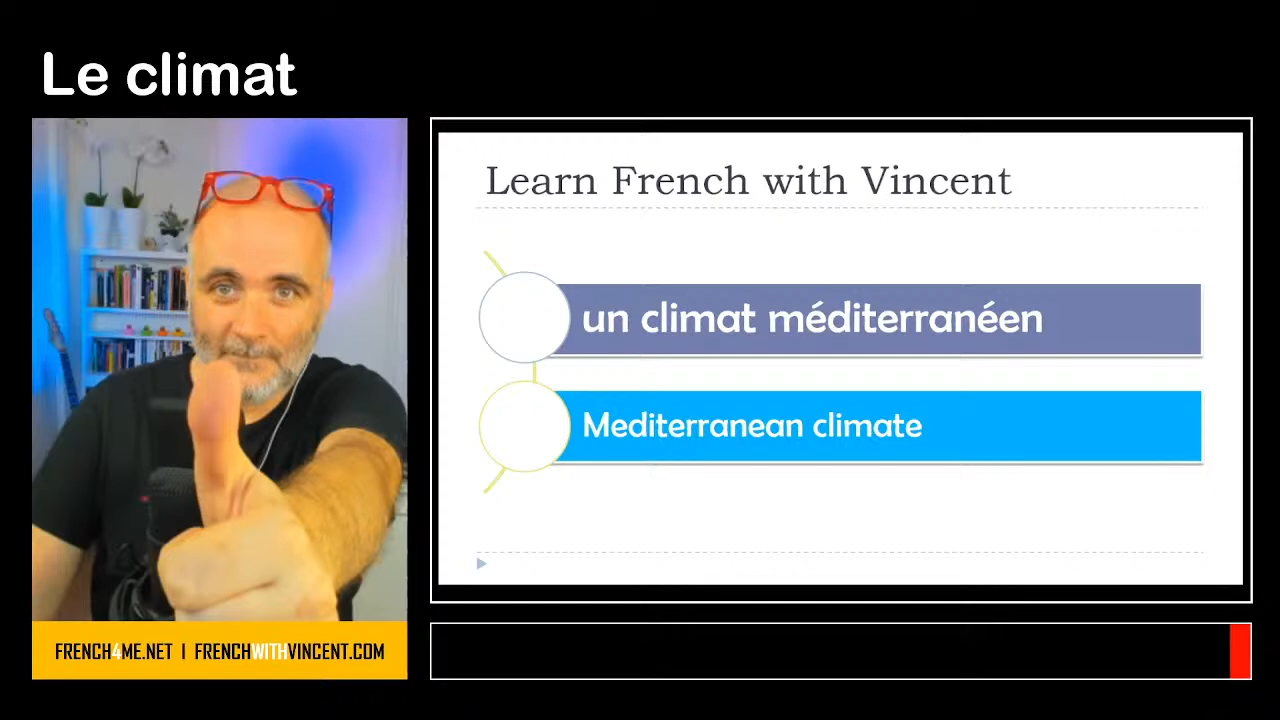 Le climat
Learn French with Vincent
un climat méditerranéen
Mediterranean climate
FRENCH4ME.NET | FRENCHWITHVINCENT.COM